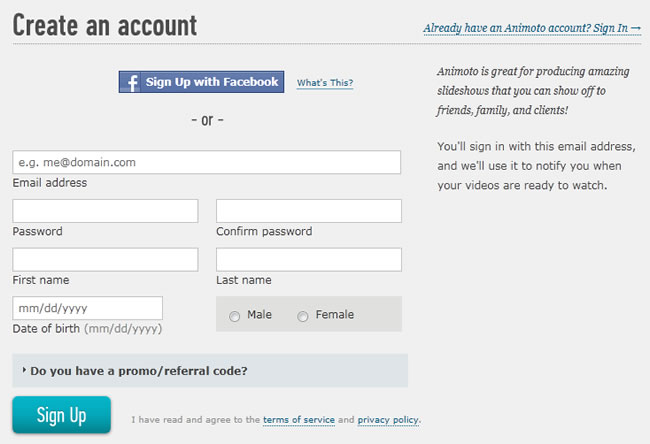 Create an account
Already have an Animoto account? Sign In →
f Sign Up with Facebook What's This?
- or -
e.g. me@domain.com
Email address
Password Confirm password
First name Last name
mm/dd/yyyy Male Female
Date of birth (mm/dd/yyyy)
Do you have a promo/referral code?
Sign Up I have read and agree to the terms of service and privacy policy.
Animoto is great for producing amazing
slideshows that you can show off to
friends, family, and clients!
You'll sign in with this email address,
and we'll use it to notify you when
your videos are ready to watch.